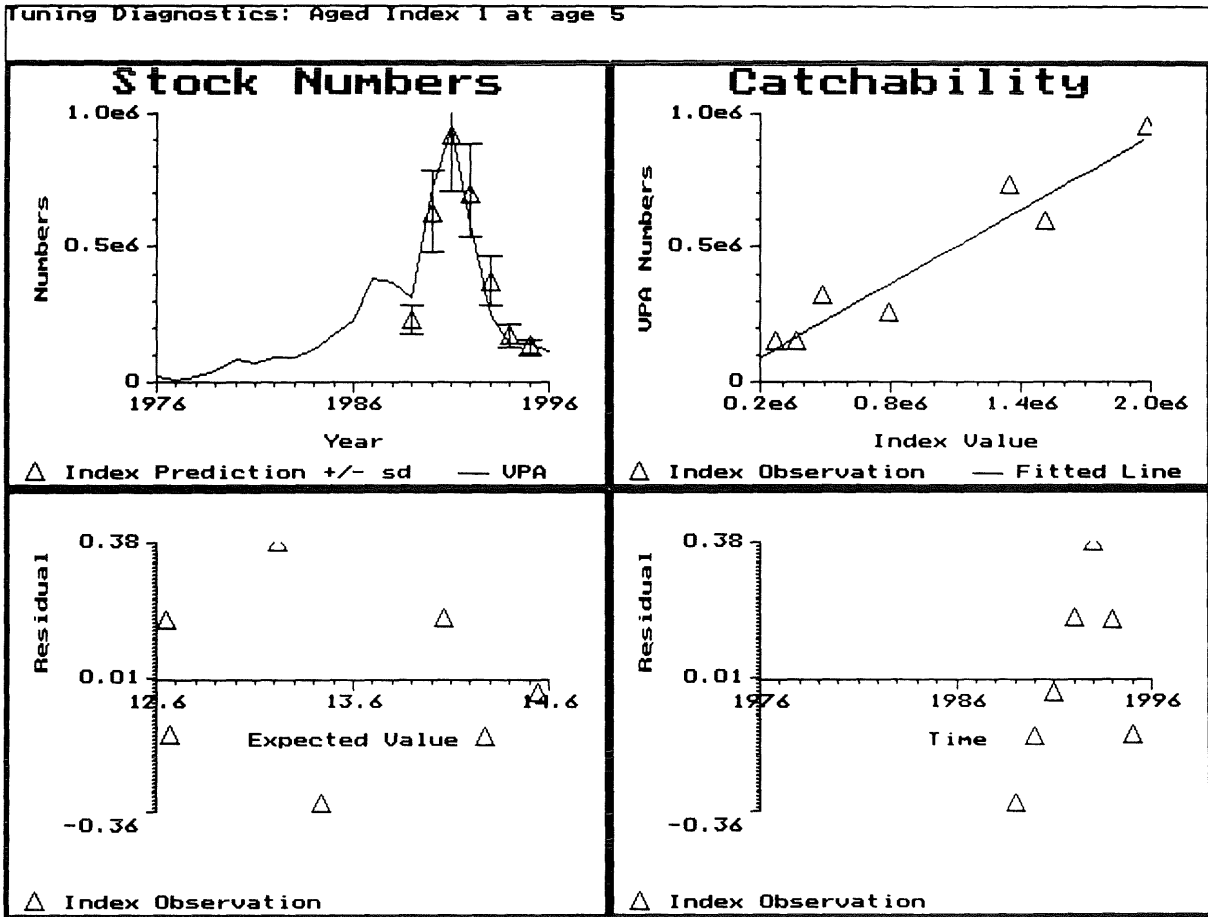 Tuning Diagnostics: Aged Index 1 at age 5
Stock Numbers
1.0e6
0.5e6
0
Numbers
1976
1986
1996
Year
△ Index Prediction +/- sd — VPA
Catchability
1.0e6
0.5e6
0
VPA Numbers
0.2e6
0.8e6
1.4e6
2.0e6
Index Value
△ Index Observation — Fitted Line
0.38
0.01
-0.36
Residual
12.6
13.6
14.6
Expected Value
△ Index Observation
0.38
0.01
-0.36
Residual
1976
1986
1996
Time
△ Index Observation